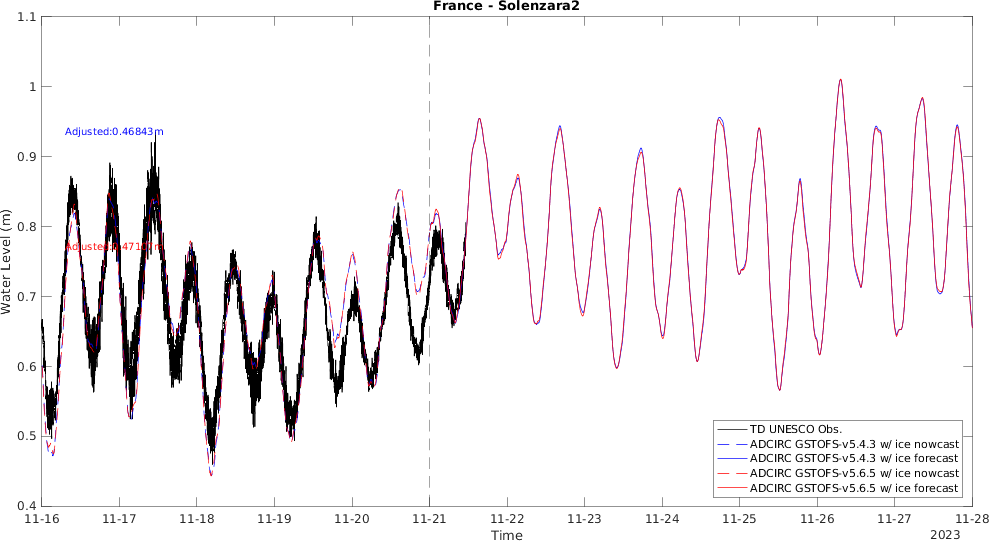 France - Solenzara2
1.1
1
0.9
0.8
0.7
0.6
0.5
0.4
Water Level (m)
Adjusted:0.46843m
TD UNESCO Obs.
ADCIRC GSTOFS-v5.4.3 w/ ice nowcast
ADCIRC GSTOFS-v5.4.3 w/ ice forecast
ADCIRC GSTOFS-v5.6.5 w/ ice nowcast
ADCIRC GSTOFS-v5.6.5 w/ ice forecast
11-16 11-17 11-18 11-19 11-20 11-21 11-22 11-23 11-24 11-25 11-26 11-27 11-28
Time
2023